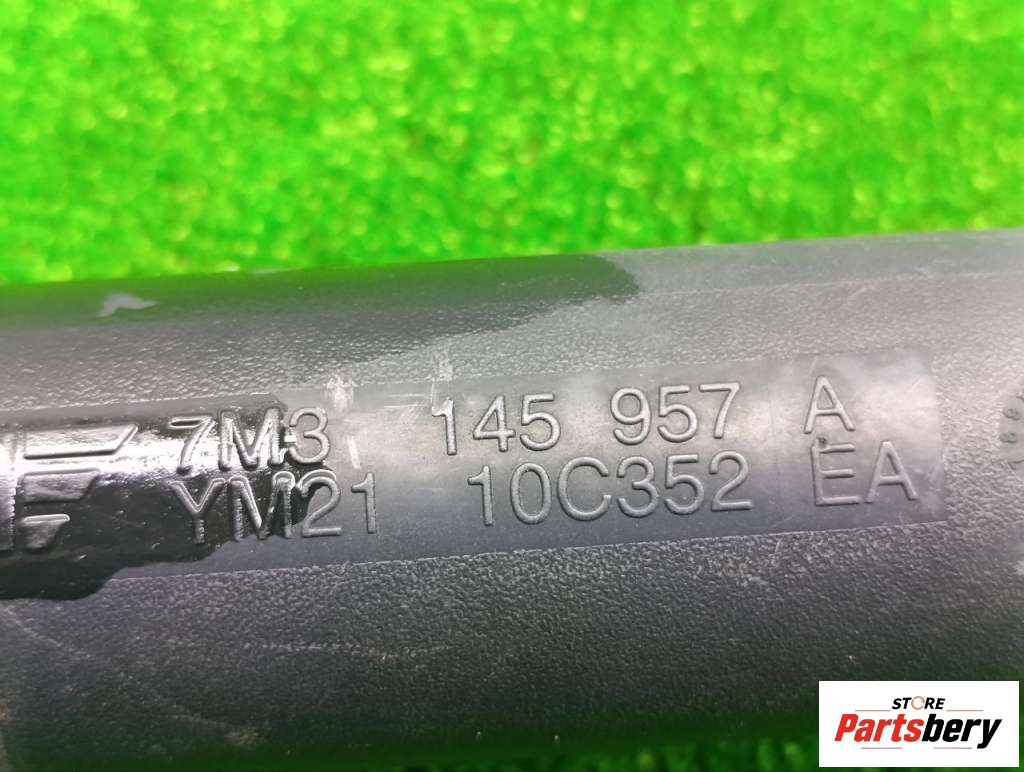 7M3 145 957 A
YM21 10C352 EA
STORE
Partsbery